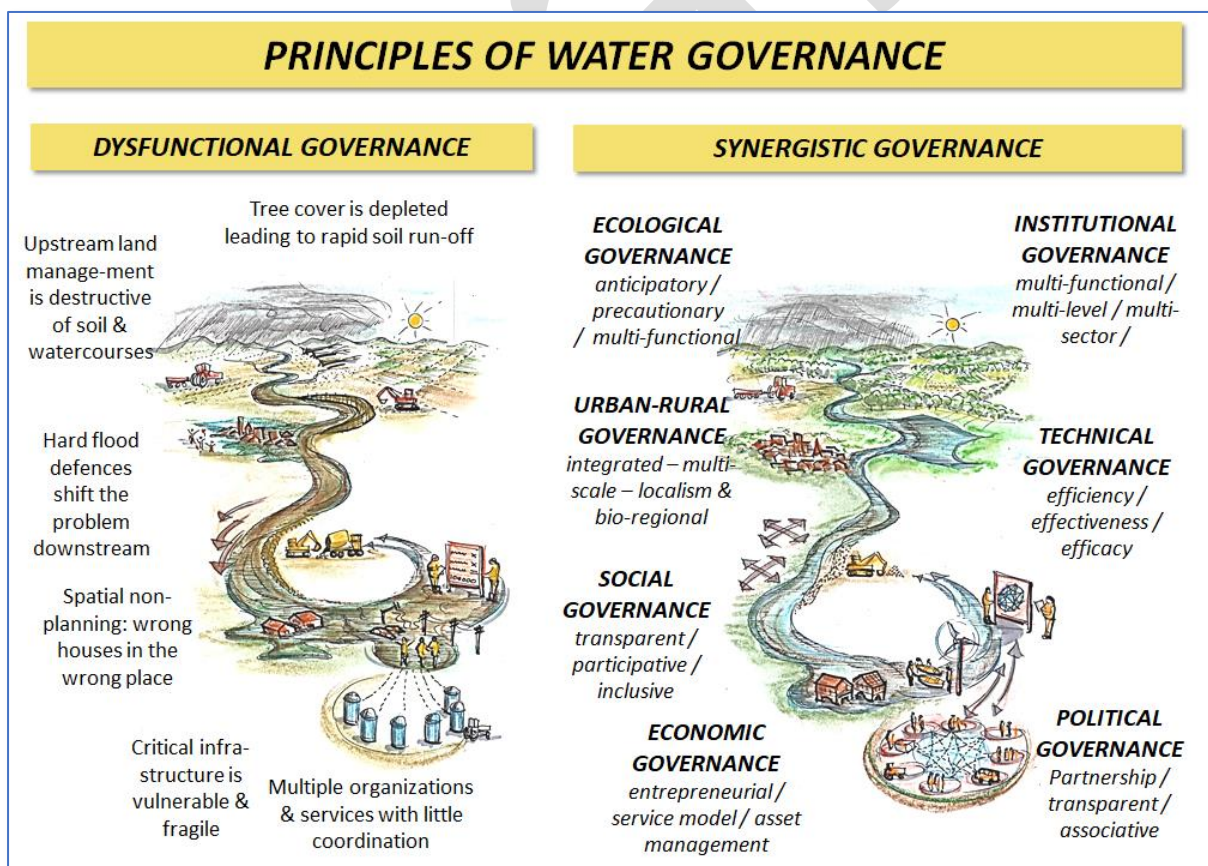 PRINCIPLES OF WATER GOVERNANCE
DYSFUNCTIONAL GOVERNANCE
Tree cover is depleted
leading to rapid soil run-off
Upstream land
manage-ment
is destructive
of soil &
watercourses
Hard flood
defences
shift the
problem
downstream
Spatial non-
planning: wrong
houses in the
wrong place
Critical infra-
structure is
vulnerable &
fragile
Multiple organizations
& services with little
coordination
SYNERGISTIC GOVERNANCE
ECOLOGICAL
GOVERNANCE
anticipatory /
precautionary
/ multi-functional
INSTITUTIONAL
GOVERNANCE
multi-functional /
multi-level / multi-
sector /
URBAN-RURAL
GOVERNANCE
integrated – multi-
scale – localism &
bio-regional
TECHNICAL
GOVERNANCE
efficiency /
effectiveness /
efficacy
SOCIAL
GOVERNANCE
transparent /
participative /
inclusive
ECONOMIC
GOVERNANCE
entrepreneurial /
service model / asset
management
POLITICAL
GOVERNANCE
Partnership /
transparent /
associative